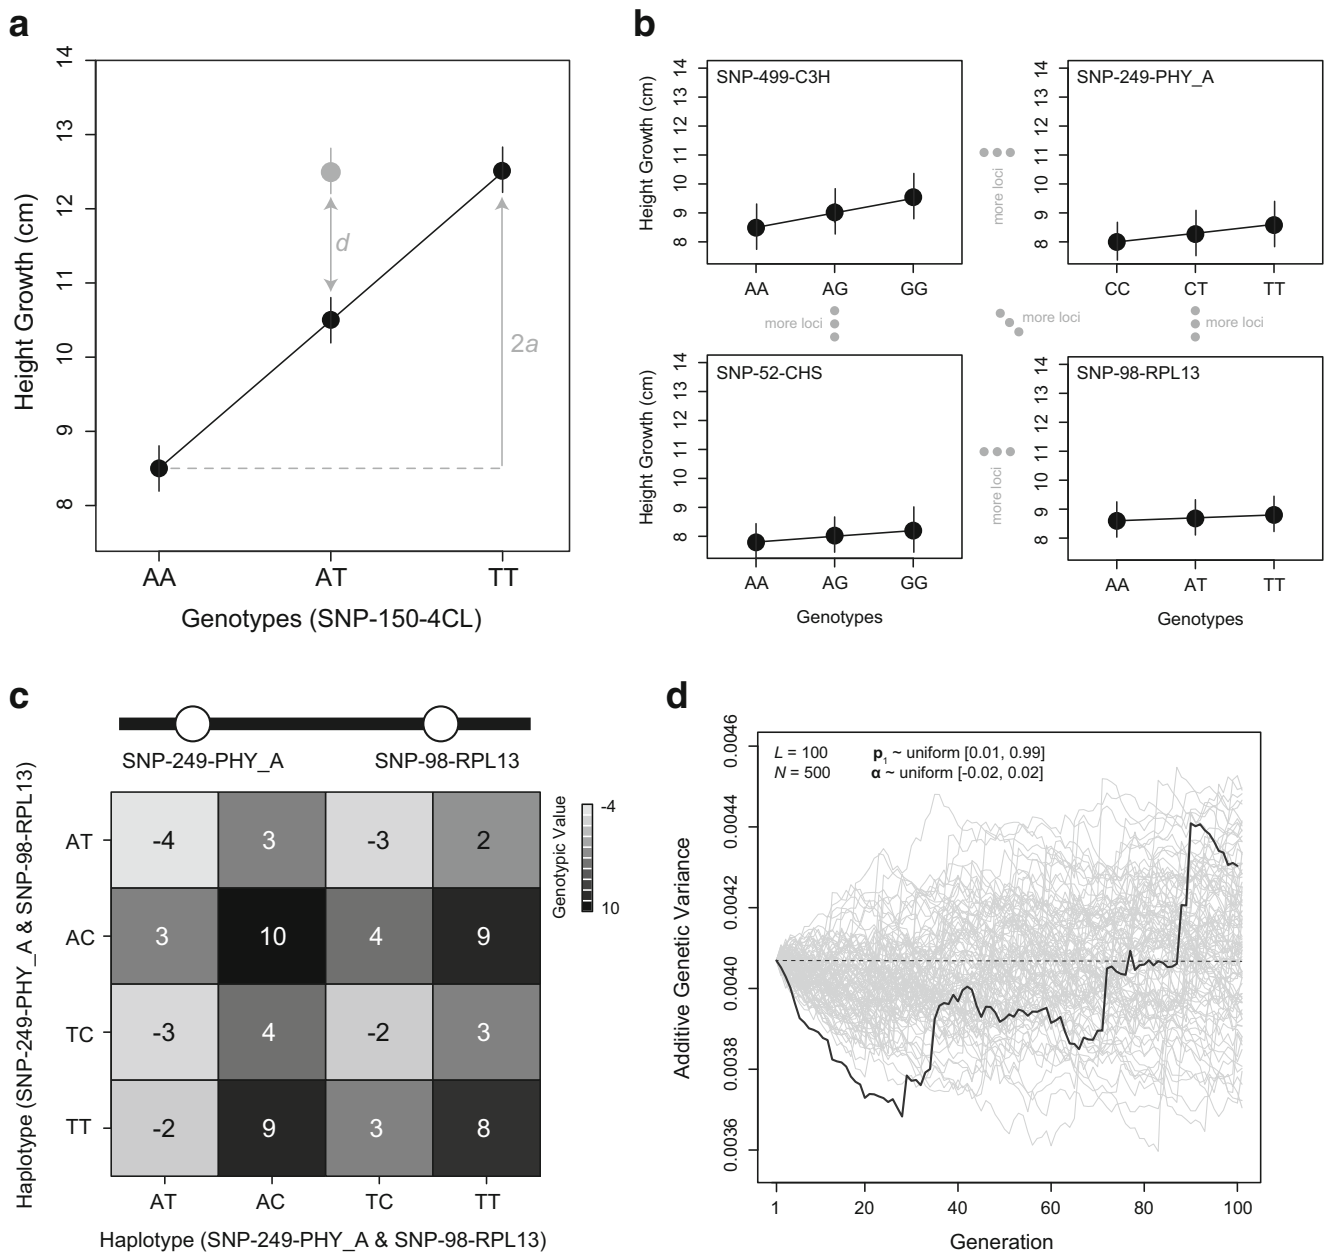 a
Height Growth (cm)
14
13
12
11
10
9
8
d
2a
AA AT TT
Genotypes (SNP-150-4CL)
b
Height Growth (cm)
14
13
12
11
10
9
8
SNP-499-C3H
AA AG GG
more loci
14
13
12
11
10
9
8
SNP-249-PHY_A
CC CT TT
more loci
more loci
more loci
Height Growth (cm)
14
13
12
11
10
9
8
SNP-52-CHS
AA AG GG
Genotypes
more loci
14
13
12
11
10
9
8
SNP-98-RPL13
AA AT TT
Genotypes
c
SNP-249-PHY_A SNP-98-RPL13
Haplotype (SNP-249-PHY_A & SNP-98-RPL13)
AT -4 3 -3 2
AC 3 10 4 9
TC -3 4 -2 3
TT -2 9 3 8
AT AC TC TT
Haplotype (SNP-249-PHY_A & SNP-98-RPL13)
Genotypic Value
-4
10
d
Additive Genetic Variance
0.0046
0.0044
0.0042
0.0040
0.0038
0.0036
L = 100 p₁ ~ uniform [0.01, 0.99]
N = 500 α ~ uniform [-0.02, 0.02]
1 20 40 60 80 100
Generation